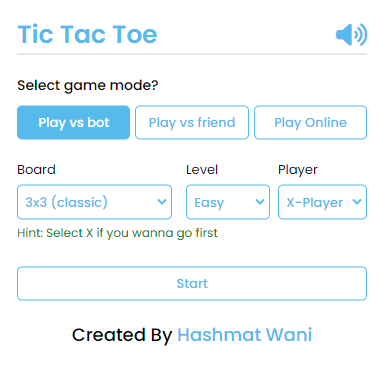 Tic Tac Toe
Select game mode?
Play vs bot Play vs friend Play Online
Board Level Player
3x3 (classic) Easy X-Player
Hint: Select X if you wanna go first
Start
Created By Hashmat Wani